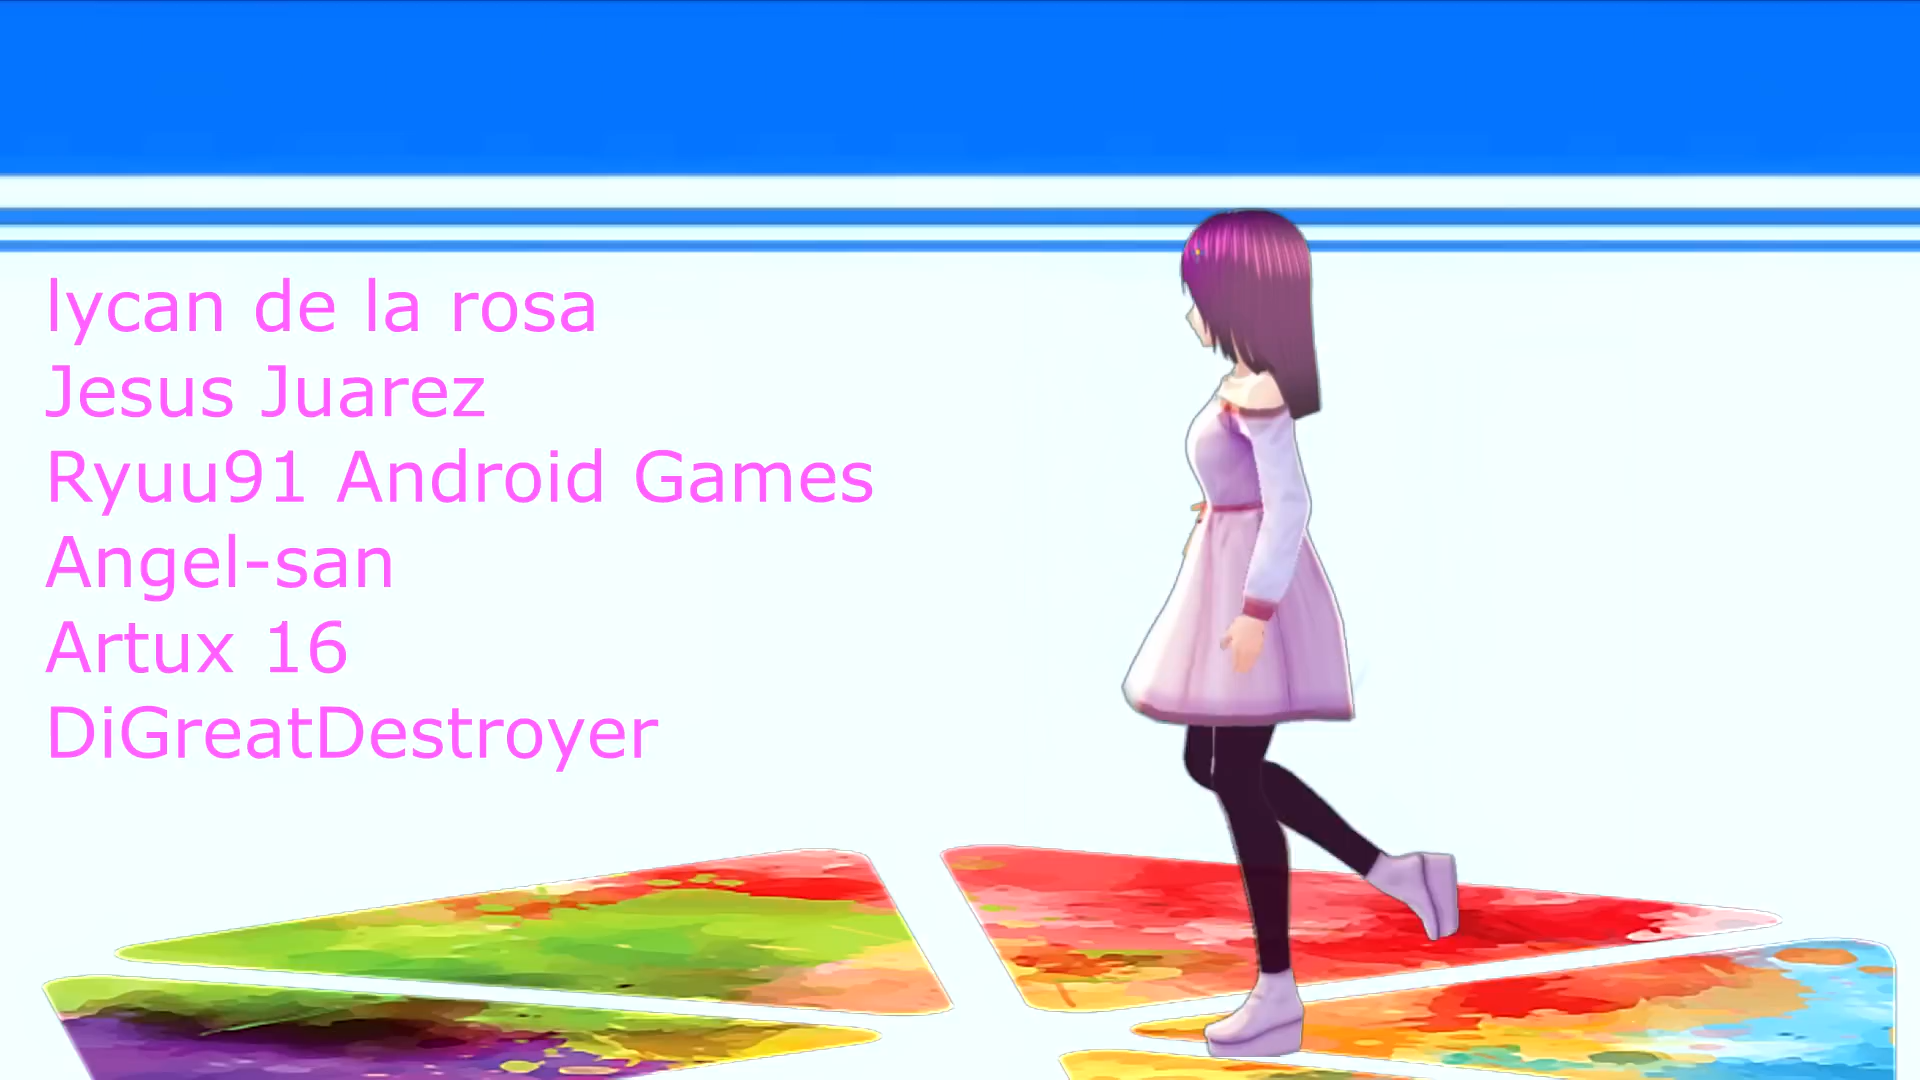 lycan de la rosa
Jesus Juarez
Ryuu91 Android Games
Angel-san
Artux 16
DiGreatDestroyer